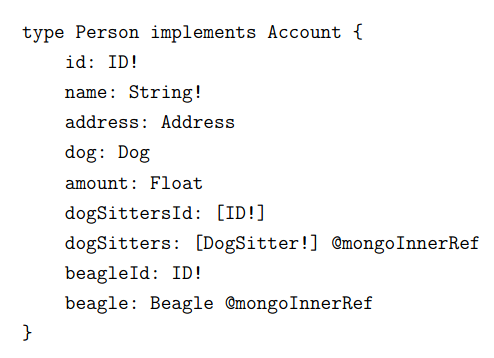 type Person implements Account {
    id: ID!
    name: String!
    address: Address
    dog: Dog
    amount: Float
    dogSittersId: [ID!]
    dogSitters: [DogSitter!] @mongoInnerRef
    beagleId: ID!
    beagle: Beagle @mongoInnerRef
}